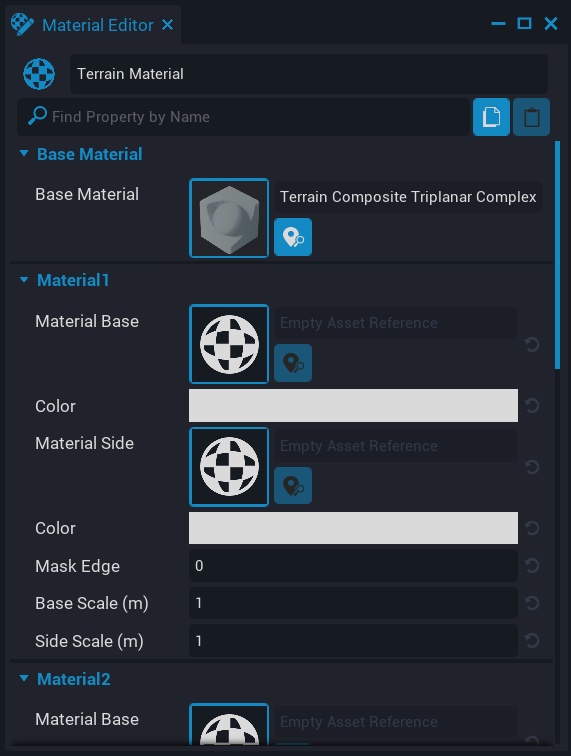 Material Editor
Terrain Material
Find Property by Name
Base Material
Base Material
Terrain Composite Triplanar Complex
Material1
Material Base
Empty Asset Reference
Color
Material Side
Empty Asset Reference
Color
Mask Edge
0
Base Scale (m)
1
Side Scale (m)
1
Material2
Material Base
Empty Asset Reference